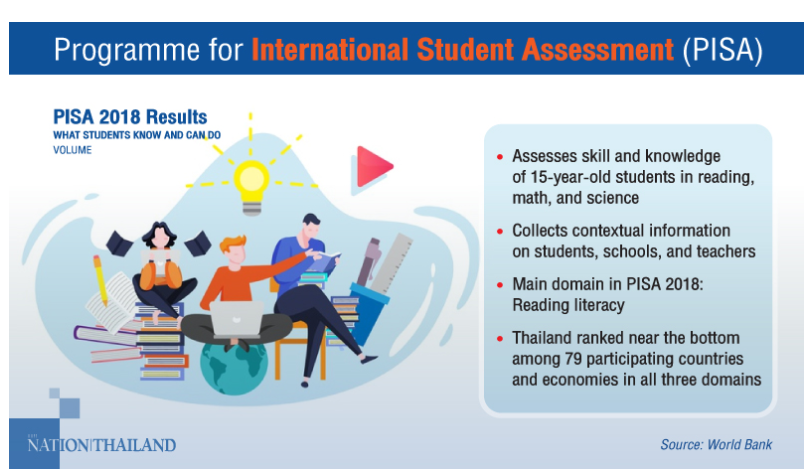 Programme for International Student Assessment (PISA)
PISA 2018 Results
WHAT STUDENTS KNOW AND CAN DO
VOLUME
• Assesses skill and knowledge
of 15-year-old students in reading,
math, and science
• Collects contextual information
on students, schools, and teachers
• Main domain in PISA 2018:
Reading literacy
• Thailand ranked near the bottom
among 79 participating countries
and economies in all three domains
NATION|THAILAND
Source: World Bank